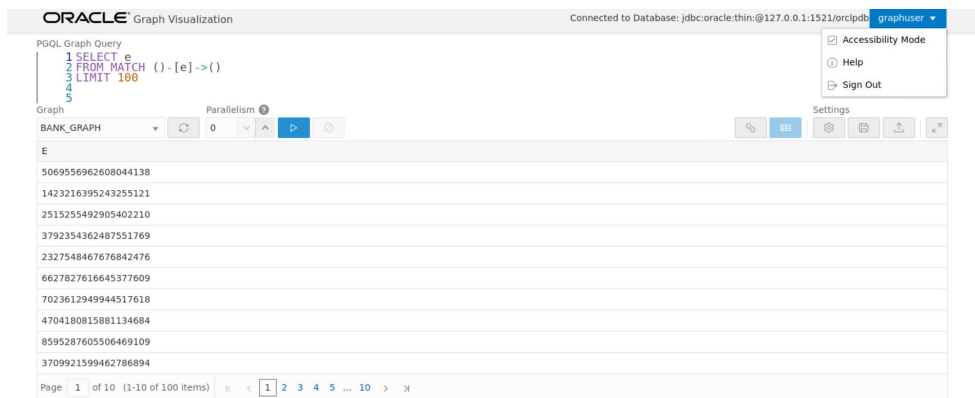 ORACLE® Graph Visualization
Connected to Database: jdbc:oracle:thin:@127.0.0.1:1521/orclpdb graphuser
Accessibility Mode
Help
Sign Out
PGQL Graph Query
1 SELECT e
2 FROM MATCH ()-[e]->()
3 LIMIT 100
4
5
Graph Parallelism Settings
BANK_GRAPH 0
E
5069556962608044138
1423216395243255121
2515255492905402210
3792354362487551769
2327548467676842476
6627827616645377609
7023612949944517618
4704180815881134684
8595287605506469109
3709921599462786894
Page 1 of 10 (1-10 of 100 items) 1 2 3 4 5 ... 10